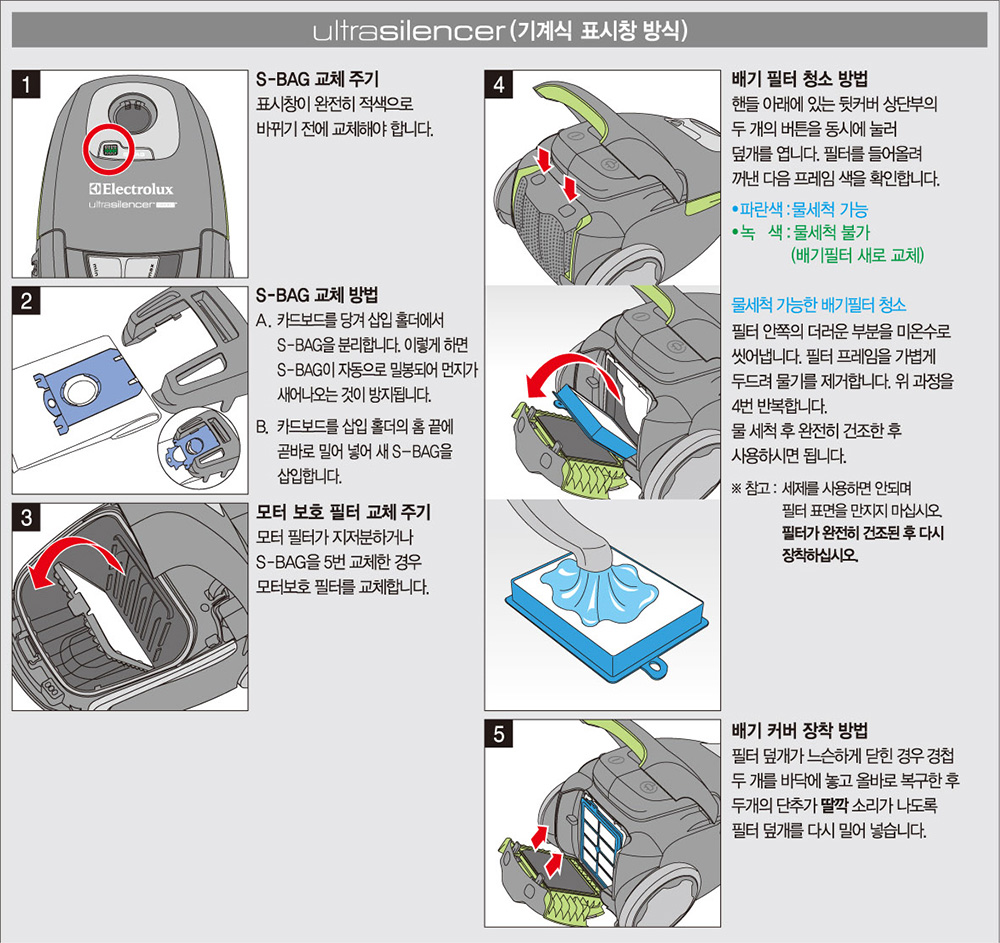 ultrasilencer (기계식 표시창 방식)
1
Electrolux
ultrasilencer
max
S-BAG 교체 주기
표시창이 완전히 적색으로
바뀌기 전에 교체해야 합니다.
2
S-BAG 교체 방법
A. 카드보드를 당겨 삽입 홀더에서
S-BAG을 분리합니다. 이렇게 하면
S-BAG이 자동으로 밀봉되어 먼지가
새어나오는 것이 방지됩니다.
B. 카드보드를 삽입 홀더의 홈 끝에
곧바로 밀어 넣어 새 S-BAG을
삽입합니다.
3
모터 보호 필터 교체 주기
모터 필터가 지저분하거나
S-BAG을 5번 교체한 경우
모터보호 필터를 교체합니다.
4
배기 필터 청소 방법
핸들 아래에 있는 뒷커버 상단부의
두 개의 버튼을 동시에 눌러
덮개를 엽니다. 필터를 들어올려
꺼낸 다음 프레임 색을 확인합니다.
•파란색 : 물세척 가능
•녹 색 : 물세척 불가
(배기필터 새로 교체)
물세척 가능한 배기필터 청소
필터 안쪽의 더러운 부분을 미온수로
씻어냅니다. 필터 프레임을 가볍게
두드려 물기를 제거합니다. 위 과정을
4번 반복합니다.
물 세척 후 완전히 건조한 후
사용하시면 됩니다.
※ 참고 : 세제를 사용하면 안되며
필터 표면을 만지지 마십시오.
필터가 완전히 건조된 후 다시
장착하십시오.
5
배기 커버 장착 방법
필터 덮개가 느슨하게 닫힌 경우 경첩
두 개를 바닥에 놓고 올바로 복구한 후
두개의 단추가 딸깍 소리가 나도록
필터 덮개를 다시 밀어 넣습니다.